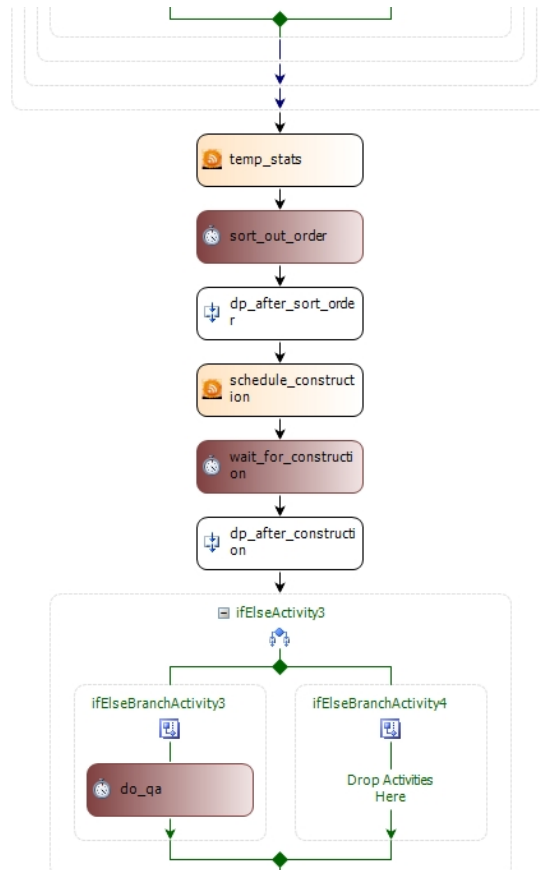 temp_stats
sort_out_order
dp_after_sort_orde
r
schedule_construct
ion
wait_for_constructi
on
dp_after_constructi
on
ifElseActivity3
ifElseBranchActivity3
do_qa
ifElseBranchActivity4
Drop Activities
Here